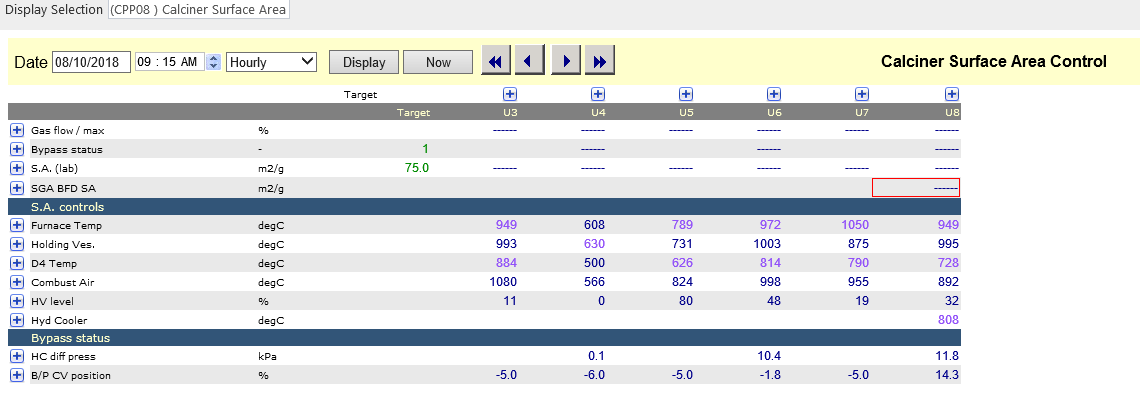 Display Selection (CPP08 ) Calciner Surface Area
Date 08/10/2018 09 : 15 AM Hourly Display Now Calciner Surface Area Control
Target
Target U3 U4 U5 U6 U7 U8
Gas flow / max % ------ ------ ------ ------ ------ ------
Bypass status - 1 ------ ------ ------
S.A. (lab) m2/g 75.0 ------ ------ ------ ------ ------ ------
SGA BFD SA m2/g ------
S.A. controls
Furnace Temp degC 949 608 789 972 1050 949
Holding Ves. degC 993 630 731 1003 875 995
D4 Temp degC 884 500 626 814 790 728
Combust Air degC 1080 566 824 998 955 892
HV level % 11 0 80 48 19 32
Hyd Cooler degC 808
Bypass status
HC diff press kPa 0.1 10.4 11.8
B/P CV position % -5.0 -6.0 -5.0 -1.8 -5.0 14.3